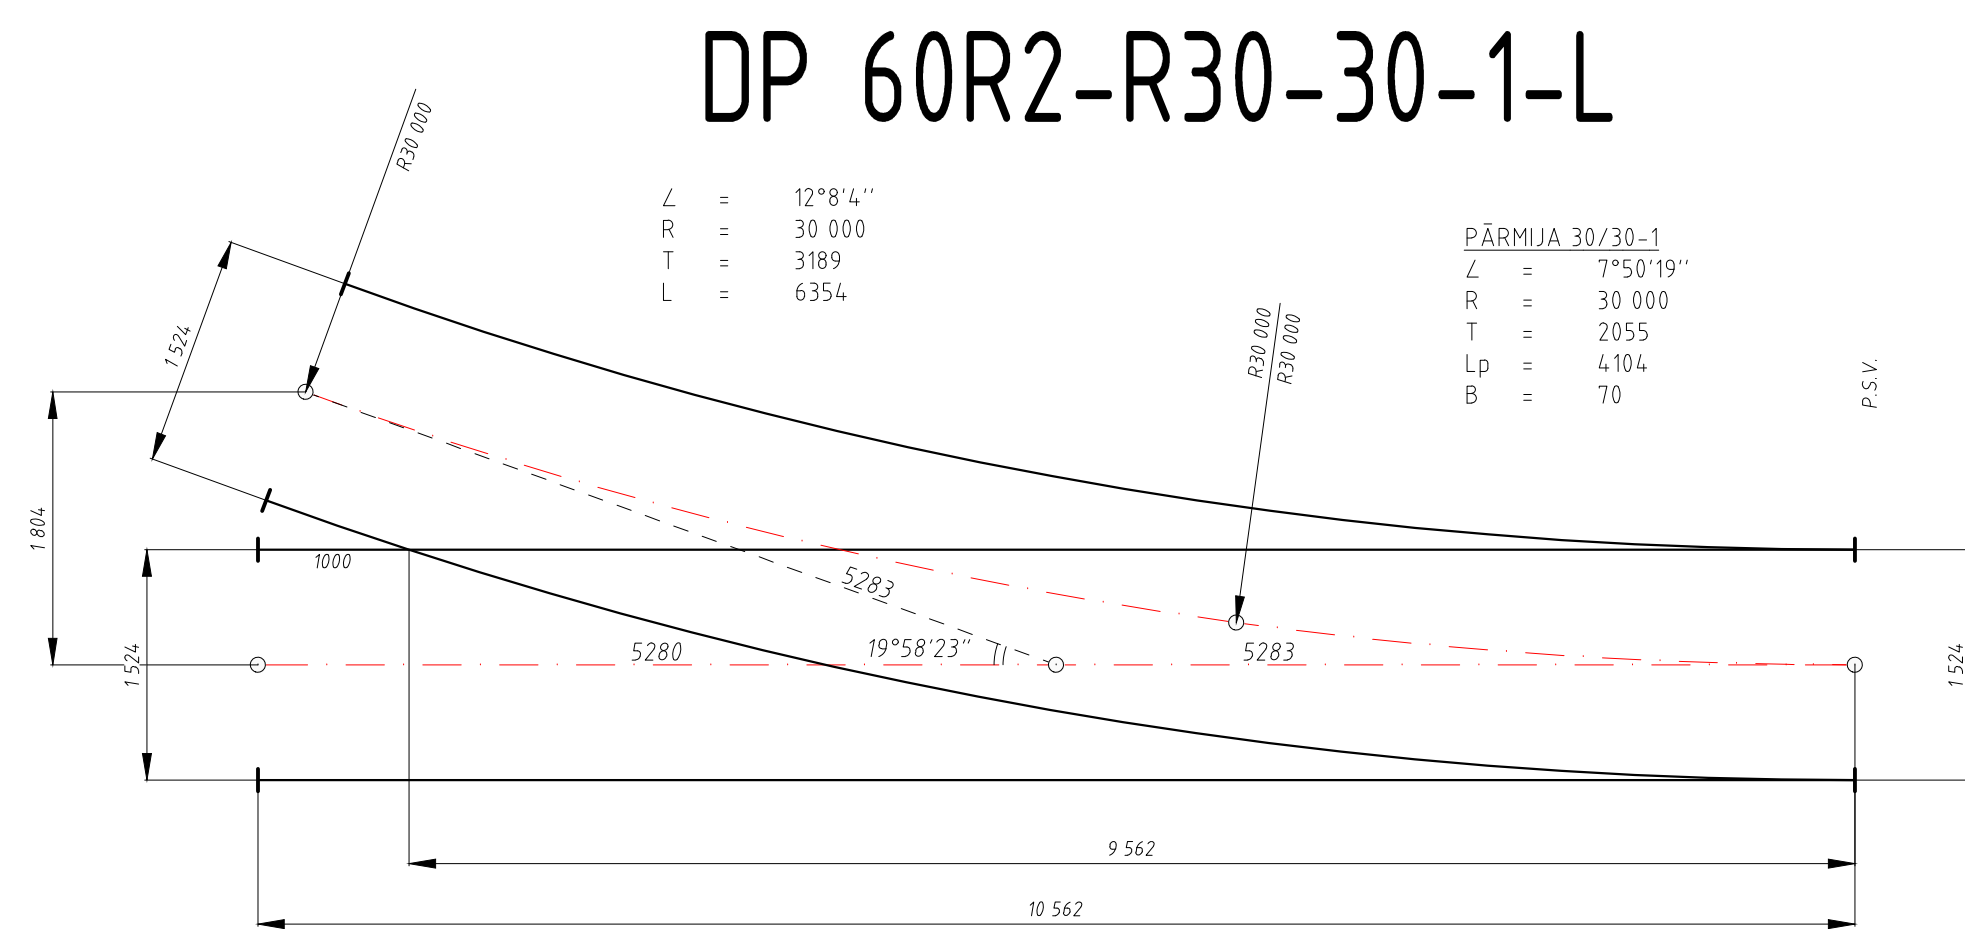 DP 60R2-R30-30-1-L
R30 000
∠ = 12°8'4''
R = 30 000
T = 3189
L = 6354
PĀRMIJA 30/30-1
∠ = 7°50'19''
R = 30 000
T = 2055
Lp = 4104
B = 70
R30 000
R30 000
P.S.V.
1 524
1 804
1000
5283
1 524
5280
19°58'23''
5283
1 524
9 562
10 562